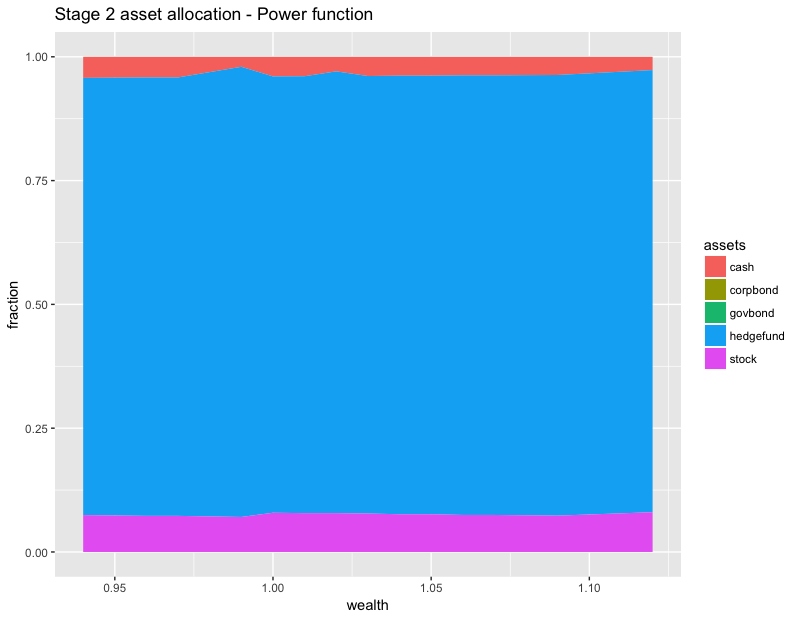 Stage 2 asset allocation - Power function
1.00
0.75
0.50
0.25
0.00
fraction
0.95
1.00
1.05
1.10
wealth
assets
cash
corpbond
govbond
hedgefund
stock